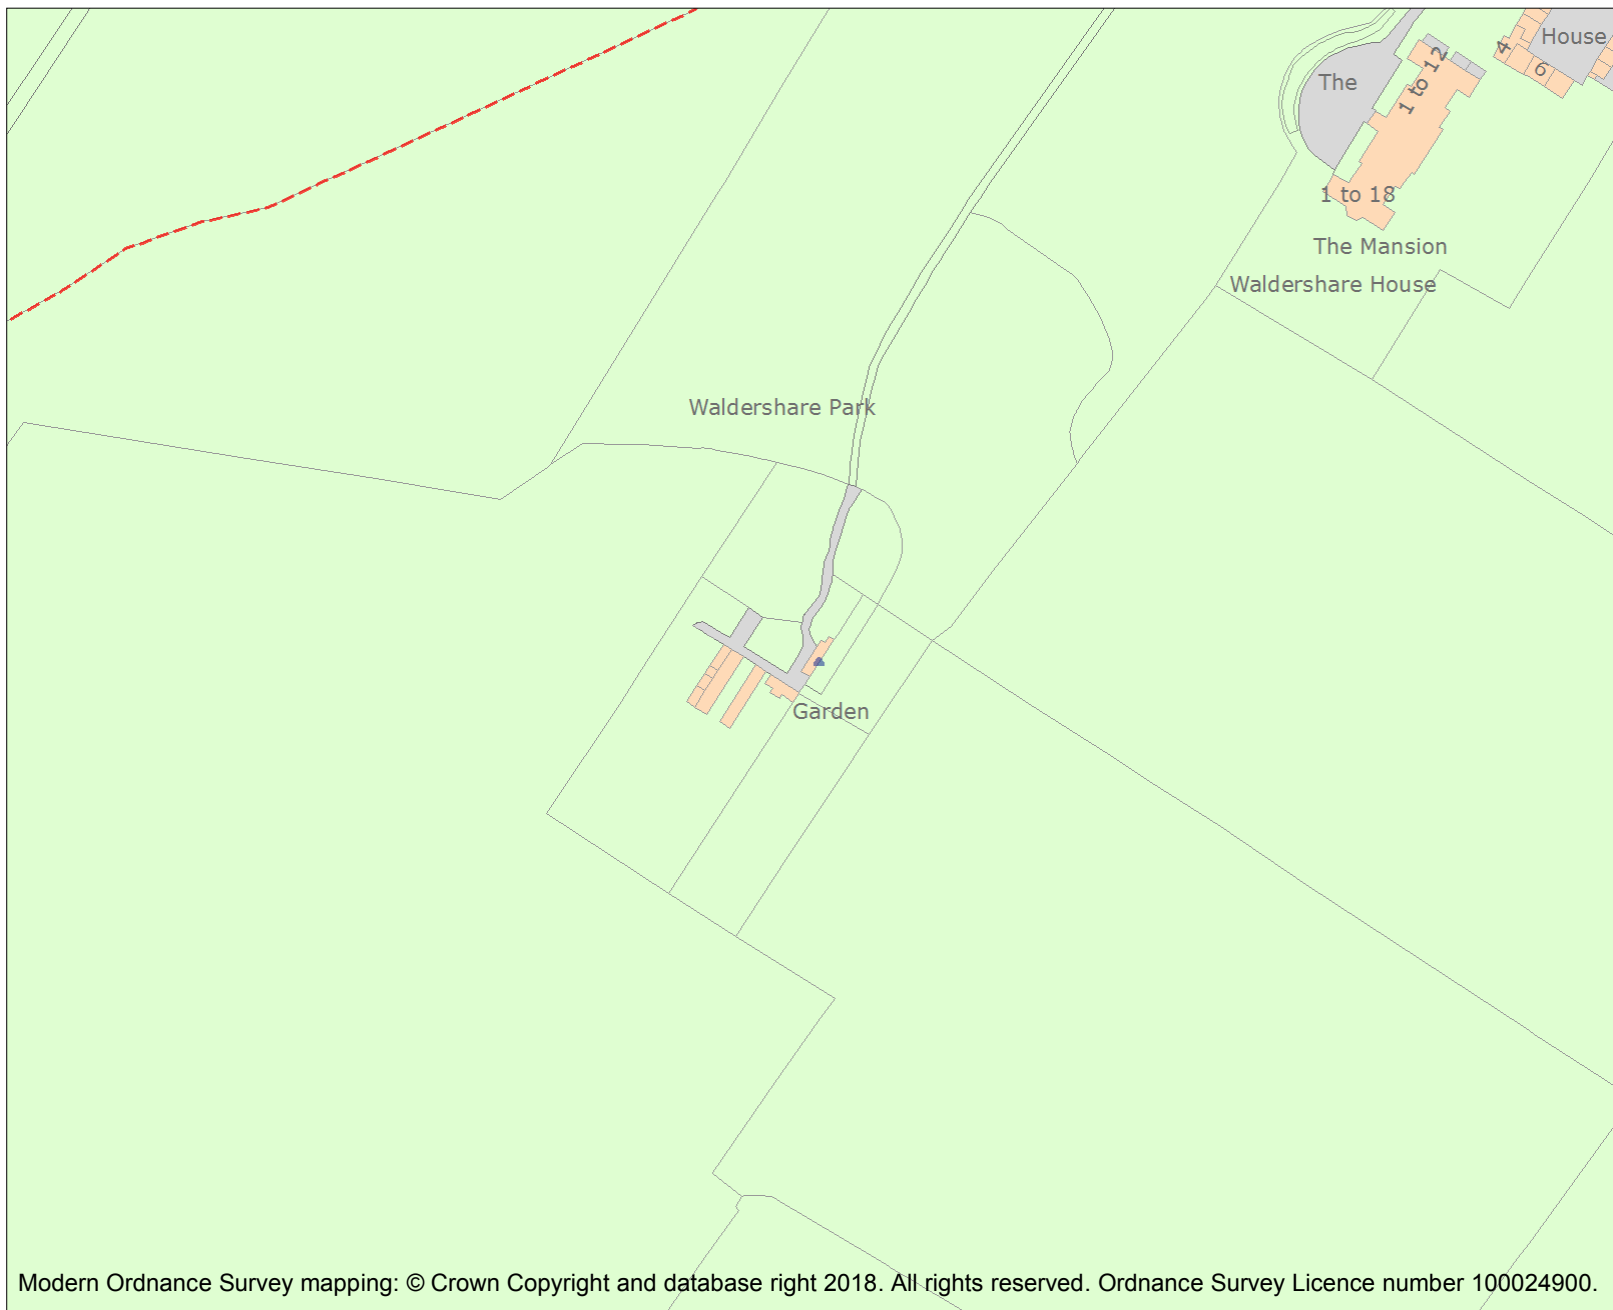 House
4
6
The
1 to 12
1 to 18
The Mansion
Waldershare House
Waldershare Park
Garden
Modern Ordnance Survey mapping: © Crown Copyright and database right 2018. All rights reserved. Ordnance Survey Licence number 100024900.